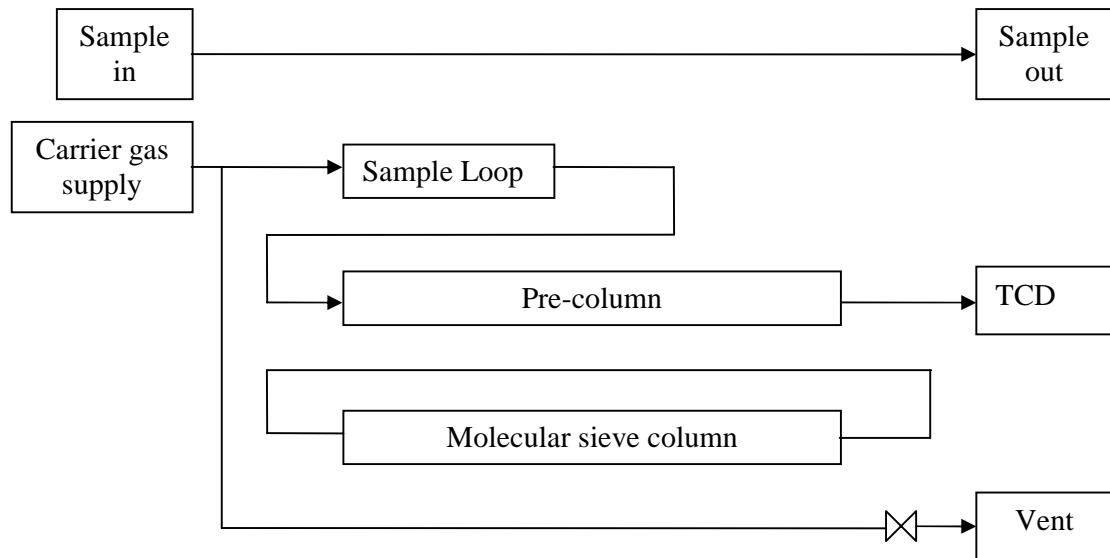 Sample
in
Sample
out
Carrier gas
supply
Sample Loop
Pre-column
TCD
Molecular sieve column
Vent